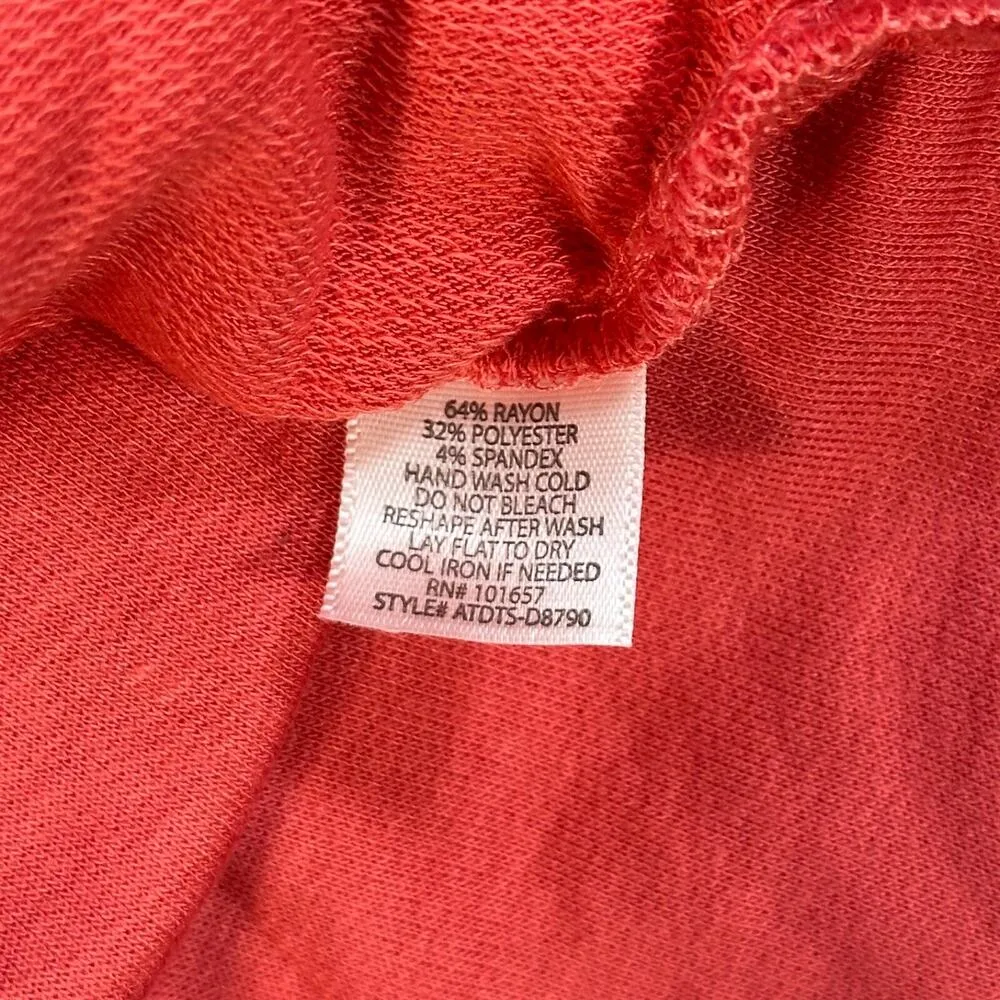 64% RAYON
32% POLYESTER
4% SPANDEX
HAND WASH COLD
DO NOT BLEACH
RESHAPE AFTER WASH
LAY FLAT TO DRY
COOL IRON IF NEEDED
RN# 101657
STYLE# ATDTS-D8790